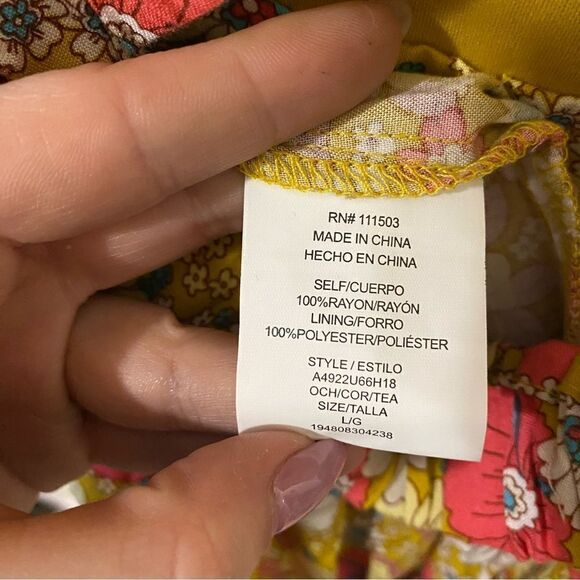 RN# 111503
MADE IN CHINA
HECHO EN CHINA
SELF/CUERPO
100%RAYON/RAYÓN
LINING/FORRO
100%POLYESTER/POLIÉSTER
STYLE / ESTILO
A4922U66H18
OCH/COR/TEA
SIZE/TALLA
L/G
194808304238